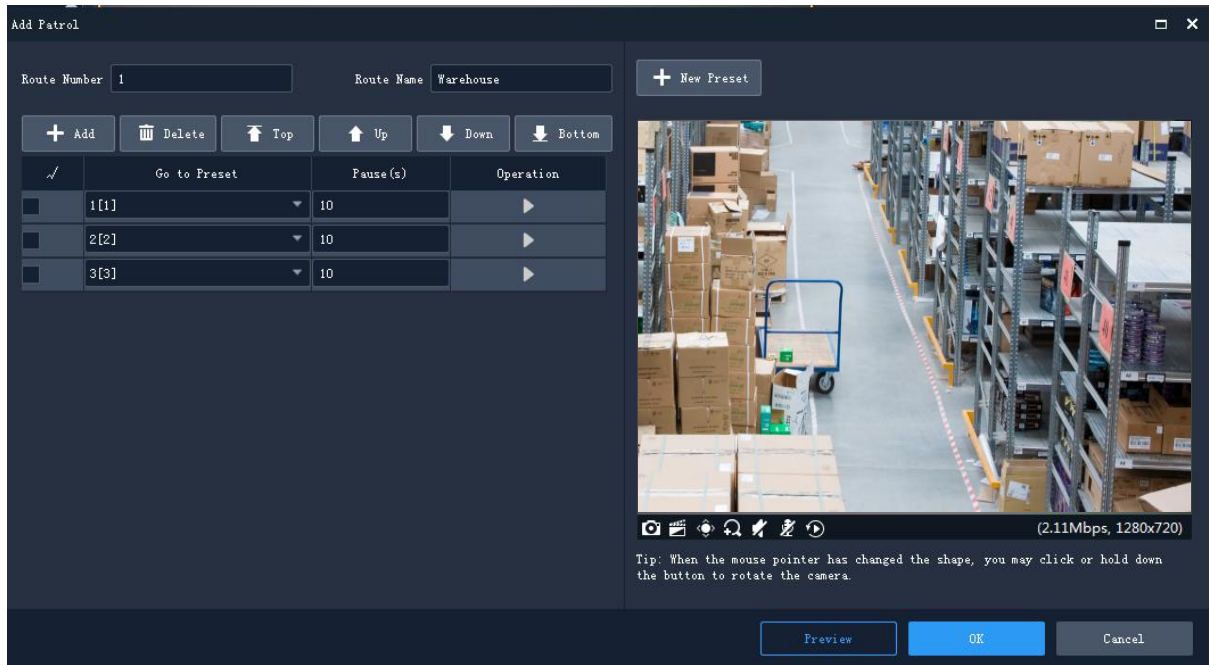 Add Patrol
Route Number 1 Route Name Warehouse
Add Delete Top Up Down Bottom
Go to Preset Pause(s) Operation
1[1] 10
2[2] 10
3[3] 10
New Preset
(2.11Mbps, 1280x720)
Tip: When the mouse pointer has changed the shape, you may click or hold down
the button to rotate the camera.
Preview OK Cancel